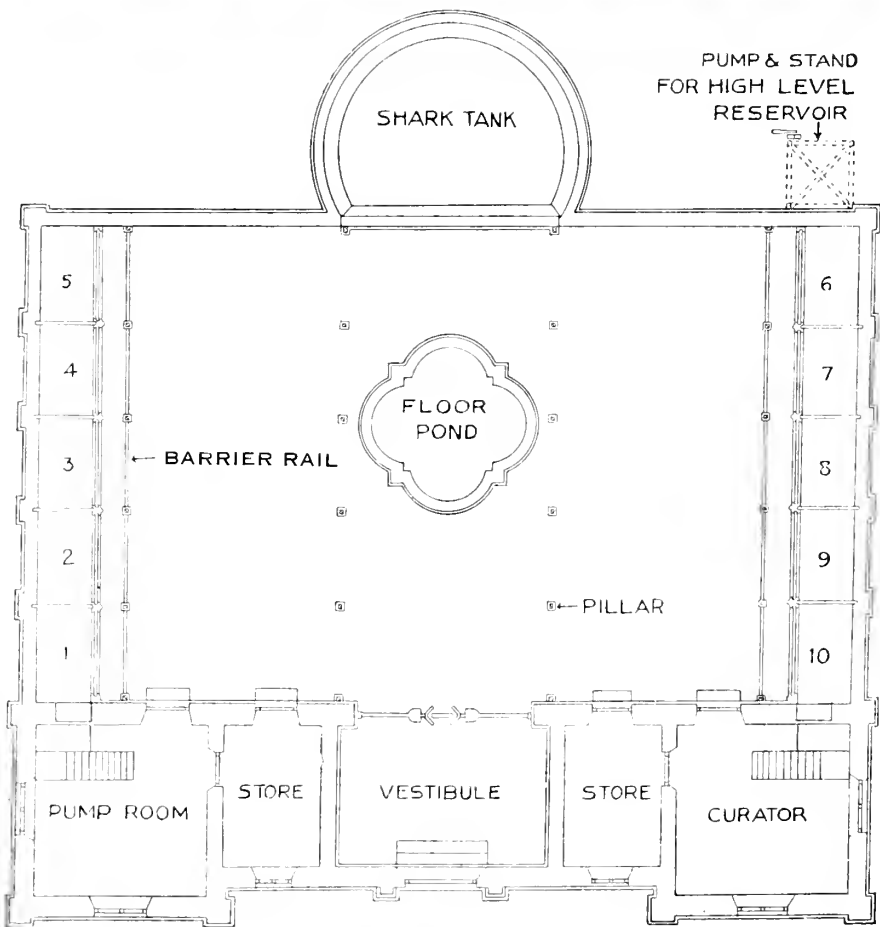 PUMP & STAND
FOR HIGH LEVEL
RESERVOIR
SHARK TANK
5
6
4
7
FLOOR
POND
3
BARRIER RAIL
8
2
9
PILLAR
1
10
PUMP ROOM
STORE
VESTIBULE
STORE
CURATOR